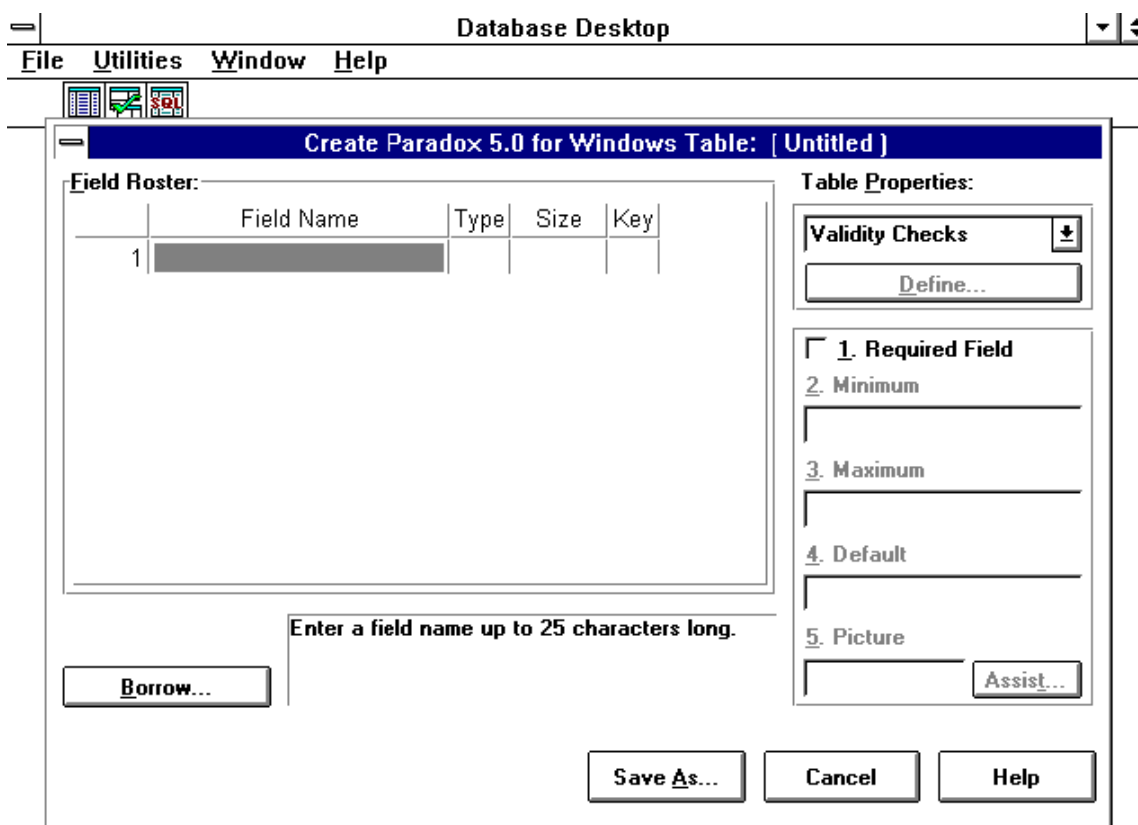 Database Desktop
File Utilities Window Help
SQL
Create Paradox 5.0 for Windows Table: [ Untitled ]
Field Roster:
Field Name Type Size Key
1
Table Properties:
Validity Checks
Define...
1. Required Field
2. Minimum
3. Maximum
4. Default
5. Picture
Assist...
Enter a field name up to 25 characters long.
Borrow...
Save As... Cancel Help